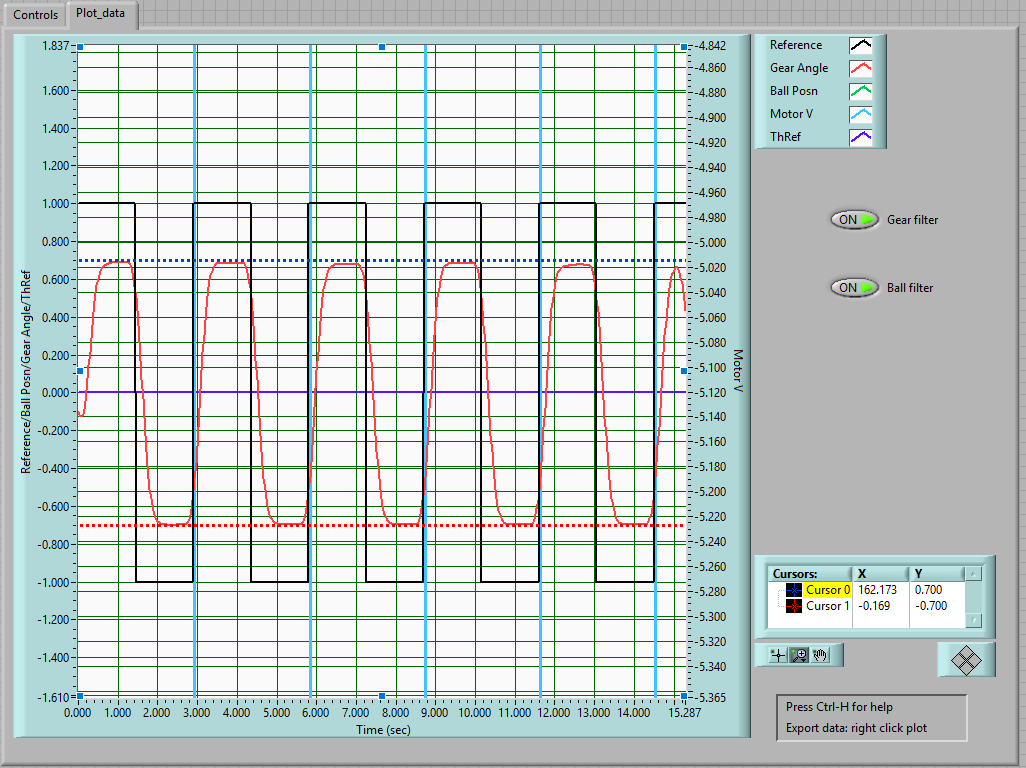 Controls
Plot_data
1.837
1.600
1.400
1.200
1.000
0.800
0.600
0.400
0.200
0.000
-0.200
-0.400
-0.600
-0.800
-1.000
-1.200
-1.400
-1.610
Reference/Ball Posn/Gear Angle/ThRef
-4.842
-4.860
-4.880
-4.900
-4.920
-4.940
-4.960
-4.980
-5.000
-5.020
-5.040
-5.060
-5.080
-5.100
-5.120
-5.140
-5.160
-5.180
-5.200
-5.220
-5.240
-5.260
-5.280
-5.300
-5.320
-5.340
-5.365
Motor V
0.000 1.000 2.000 3.000 4.000 5.000 6.000 7.000 8.000 9.000 10.000 11.000 12.000 13.000 14.000 15.287
Time (sec)
Reference
Gear Angle
Ball Posn
Motor V
ThRef
ON Gear filter
ON Ball filter
Cursors: X Y
Cursor 0 162.173 0.700
Cursor 1 -0.169 -0.700
Press Ctrl-H for help
Export data: right click plot